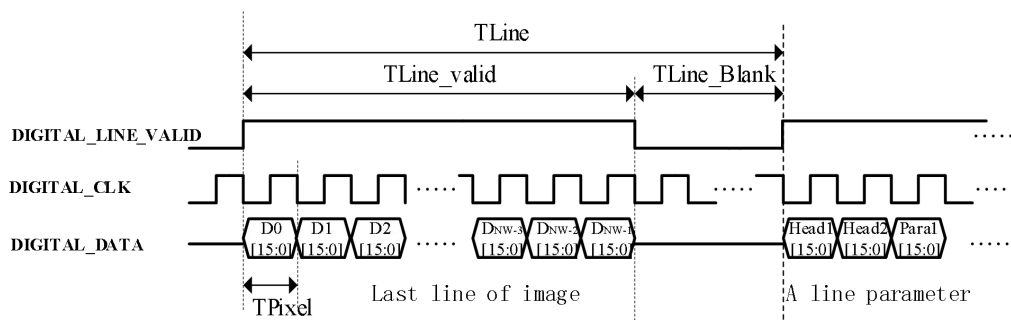 TLine
TLine_valid TLine_Blank
DIGITAL_LINE_VALID
DIGITAL_CLK
DIGITAL_DATA
D0 [15:0]
D1 [15:0]
D2 [15:0]
DNW-3 [15:0]
DNW-2 [15:0]
DNW-1 [15:0]
Head1 [15:0]
Head2 [15:0]
Para1 [15:0]
TPixel
Last line of image
A line parameter